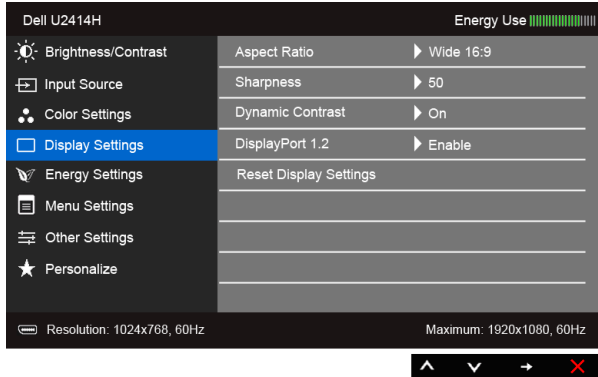 Dell U2414H Energy Use
Brightness/Contrast Aspect Ratio Wide 16:9
Input Source Sharpness 50
Color Settings Dynamic Contrast On
Display Settings DisplayPort 1.2 Enable
Energy Settings Reset Display Settings
Menu Settings
Other Settings
Personalize
Resolution: 1024x768, 60Hz Maximum: 1920x1080, 60Hz